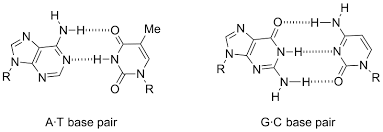 H H
N H O Me O H N
N N
N N H N N H H N
R N N N R N N N
O R N H O R
H
A·T base pair G·C base pair